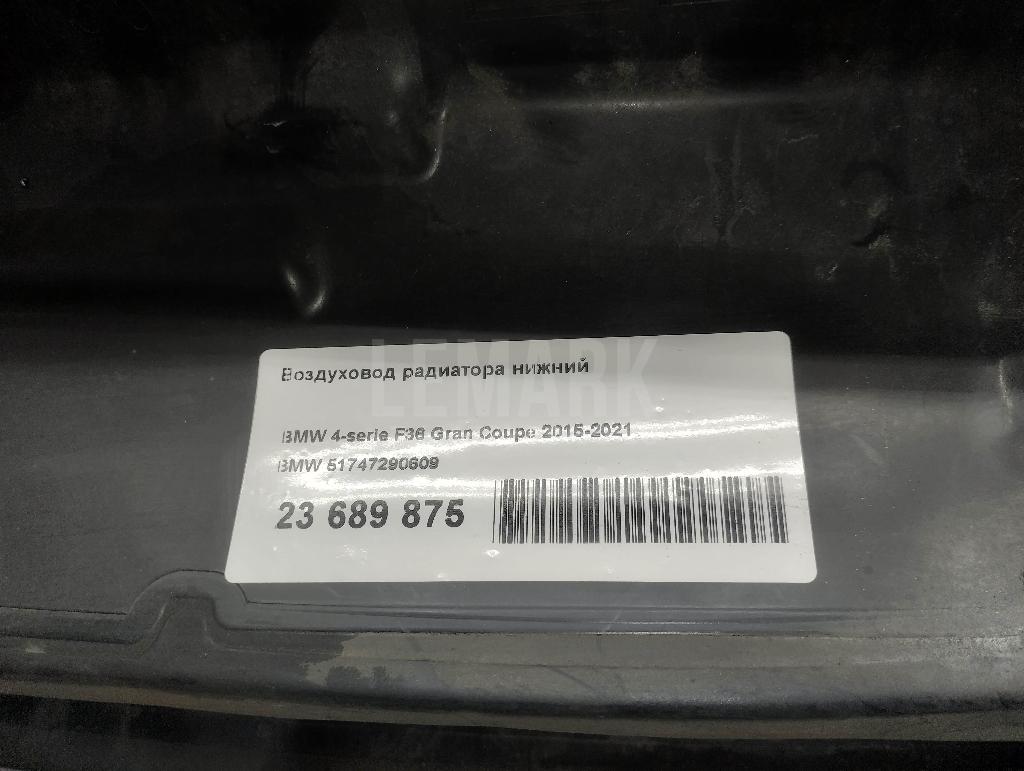 LEMARK
Воздуховод радиатора нижний
BMW 4-serie F36 Gran Coupe 2015-2021
BMW 51747290609
23 689 875